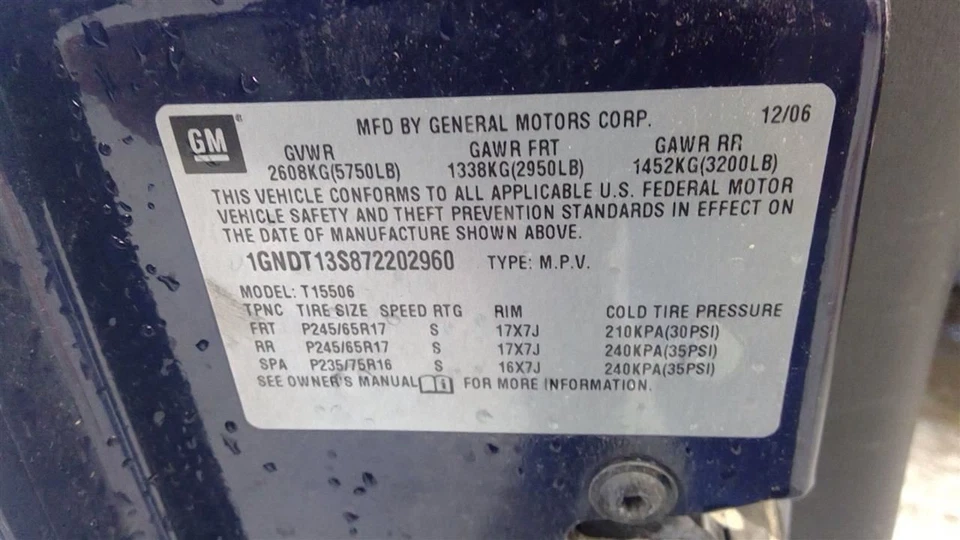 GM
MFD BY GENERAL MOTORS CORP. 12/06
GVWR GAWR FRT GAWR RR
2608KG(5750LB) 1338KG(2950LB) 1452KG(3200LB)
THIS VEHICLE CONFORMS TO ALL APPLICABLE U.S. FEDERAL MOTOR
VEHICLE SAFETY AND THEFT PREVENTION STANDARDS IN EFFECT ON
THE DATE OF MANUFACTURE SHOWN ABOVE.
1GNDT13S872202960 TYPE: M.P.V.
MODEL: T15506
TPNC TIRE SIZE SPEED RTG RIM COLD TIRE PRESSURE
FRT P245/65R17 S 17X7J 210KPA(30PSI)
RR P245/65R17 S 17X7J 240KPA(35PSI)
SPA P235/75R16 S 16X7J 240KPA(35PSI)
SEE OWNER'S MANUAL FOR MORE INFORMATION.